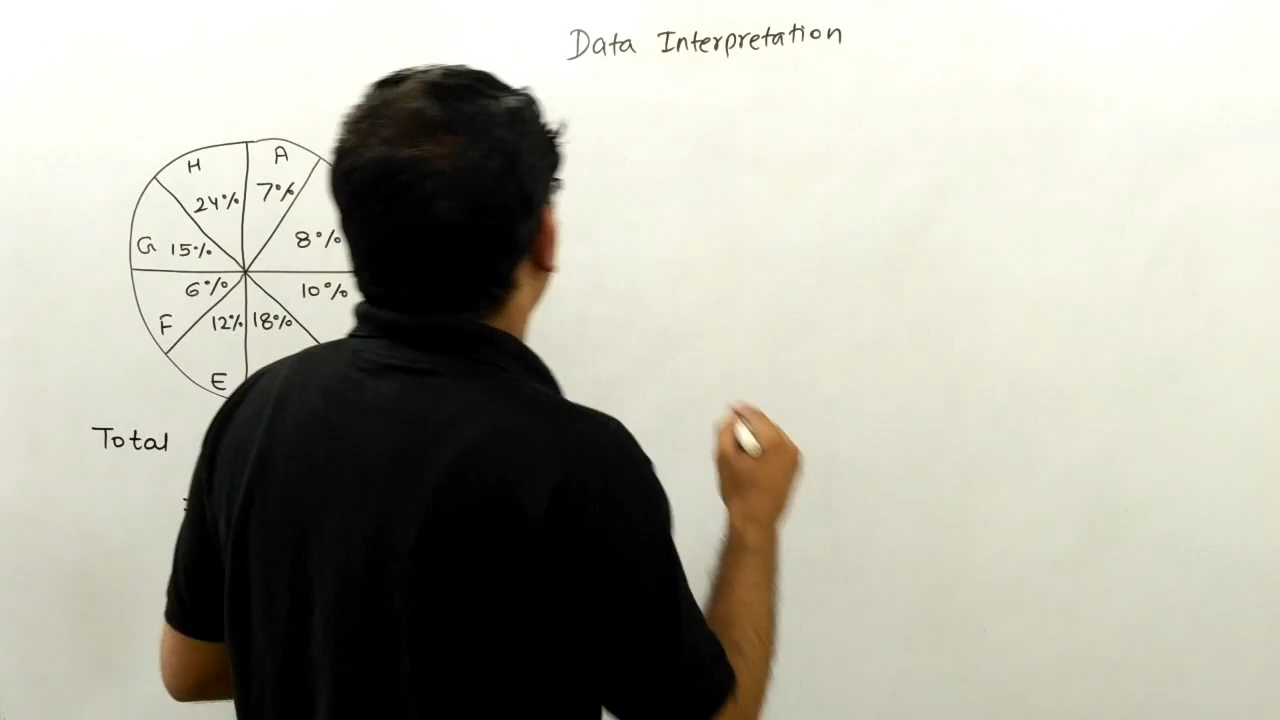 Data Interpretation
H A
24% 7%
G 15% 8%
6% 10%
F 12% 18%
E
Total